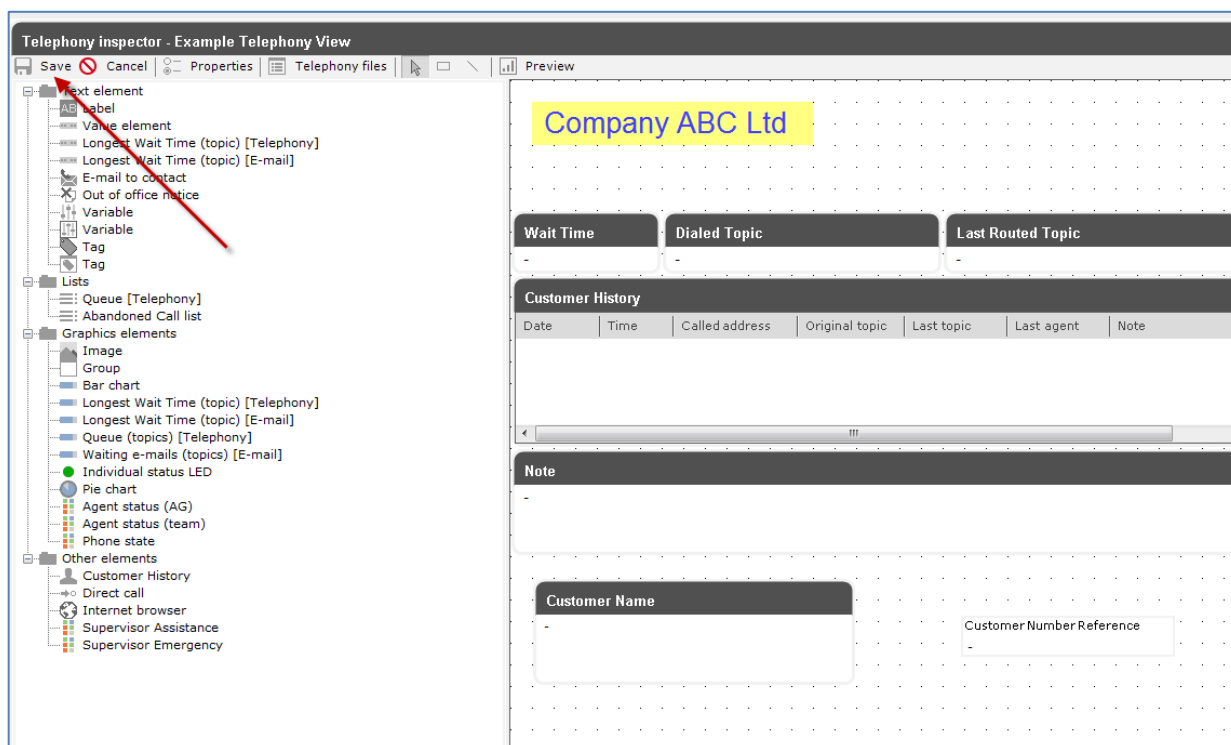 Telephony inspector - Example Telephony View
Save Cancel Properties Telephony files Preview
Text element
AB Label
Value element
Longest Wait Time (topic) [Telephony]
Longest Wait Time (topic) [E-mail]
E-mail to contact
Out of office notice
Variable
Variable
Tag
Tag
Lists
Queue [Telephony]
Abandoned Call list
Graphics elements
Image
Group
Bar chart
Longest Wait Time (topic) [Telephony]
Longest Wait Time (topic) [E-mail]
Queue (topics) [Telephony]
Waiting e-mails (topics) [E-mail]
Individual status LED
Pie chart
Agent status (AG)
Agent status (team)
Phone state
Other elements
Customer History
Direct call
Internet browser
Supervisor Assistance
Supervisor Emergency
Company ABC Ltd
Wait Time Dialed Topic Last Routed Topic
- - -
Customer History
Date Time Called address Original topic Last topic Last agent Note
Note
-
Customer Name
-
Customer Number Reference
-